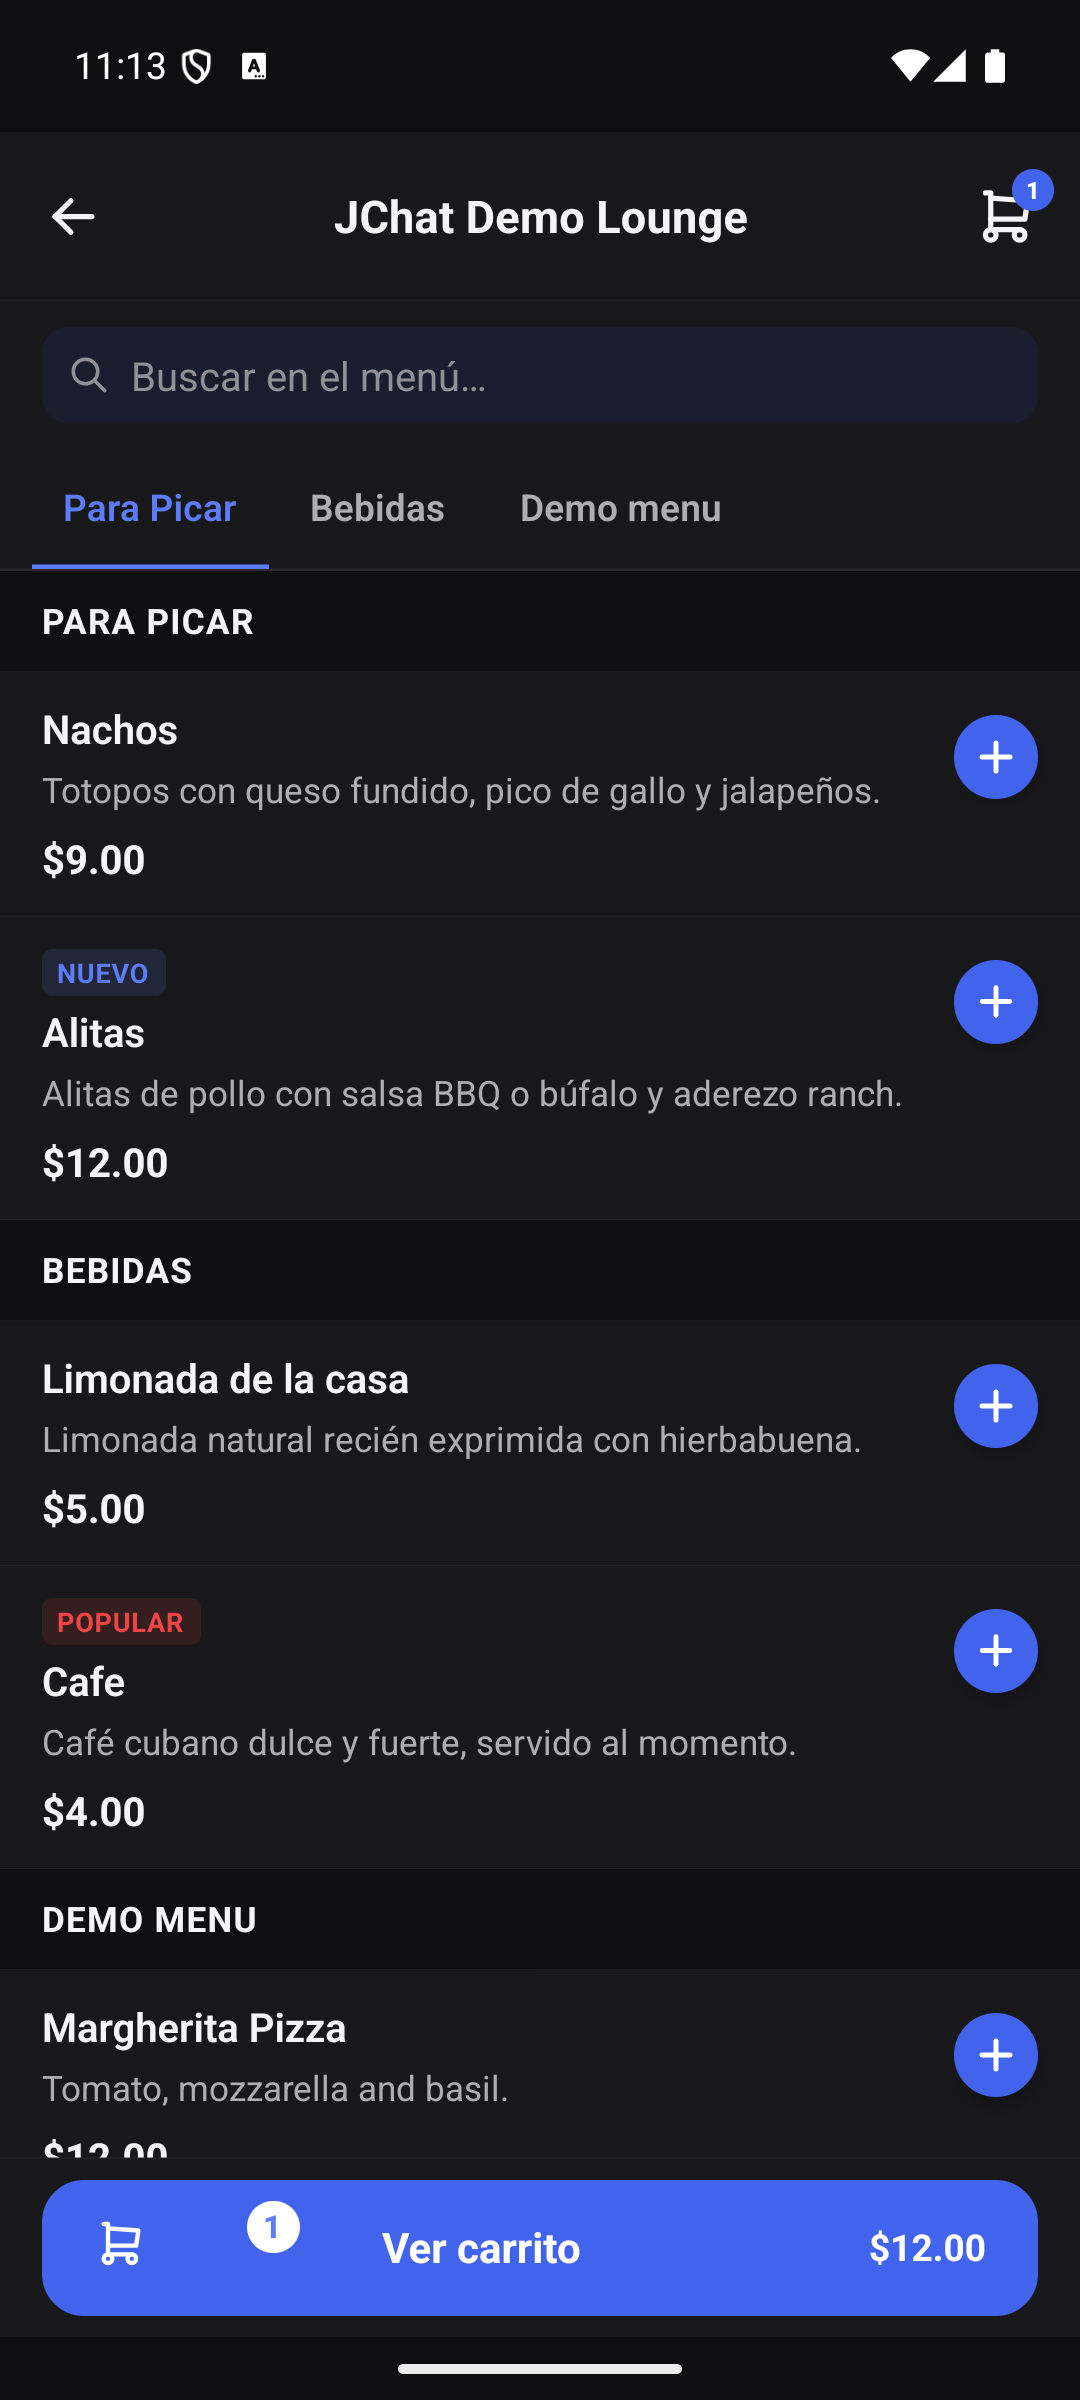 11:13
JChat Demo Lounge
1
Buscar en el menú...
Para Picar
Bebidas
Demo menu
PARA PICAR
Nachos
Totopos con queso fundido, pico de gallo y jalapeños.
$9.00
NUEVO
Alitas
Alitas de pollo con salsa BBQ o búfalo y aderezo ranch.
$12.00
BEBIDAS
Limonada de la casa
Limonada natural recién exprimida con hierbabuena.
$5.00
POPULAR
Cafe
Café cubano dulce y fuerte, servido al momento.
$4.00
DEMO MENU
Margherita Pizza
Tomato, mozzarella and basil.
$12.00
1
Ver carrito
$12.00